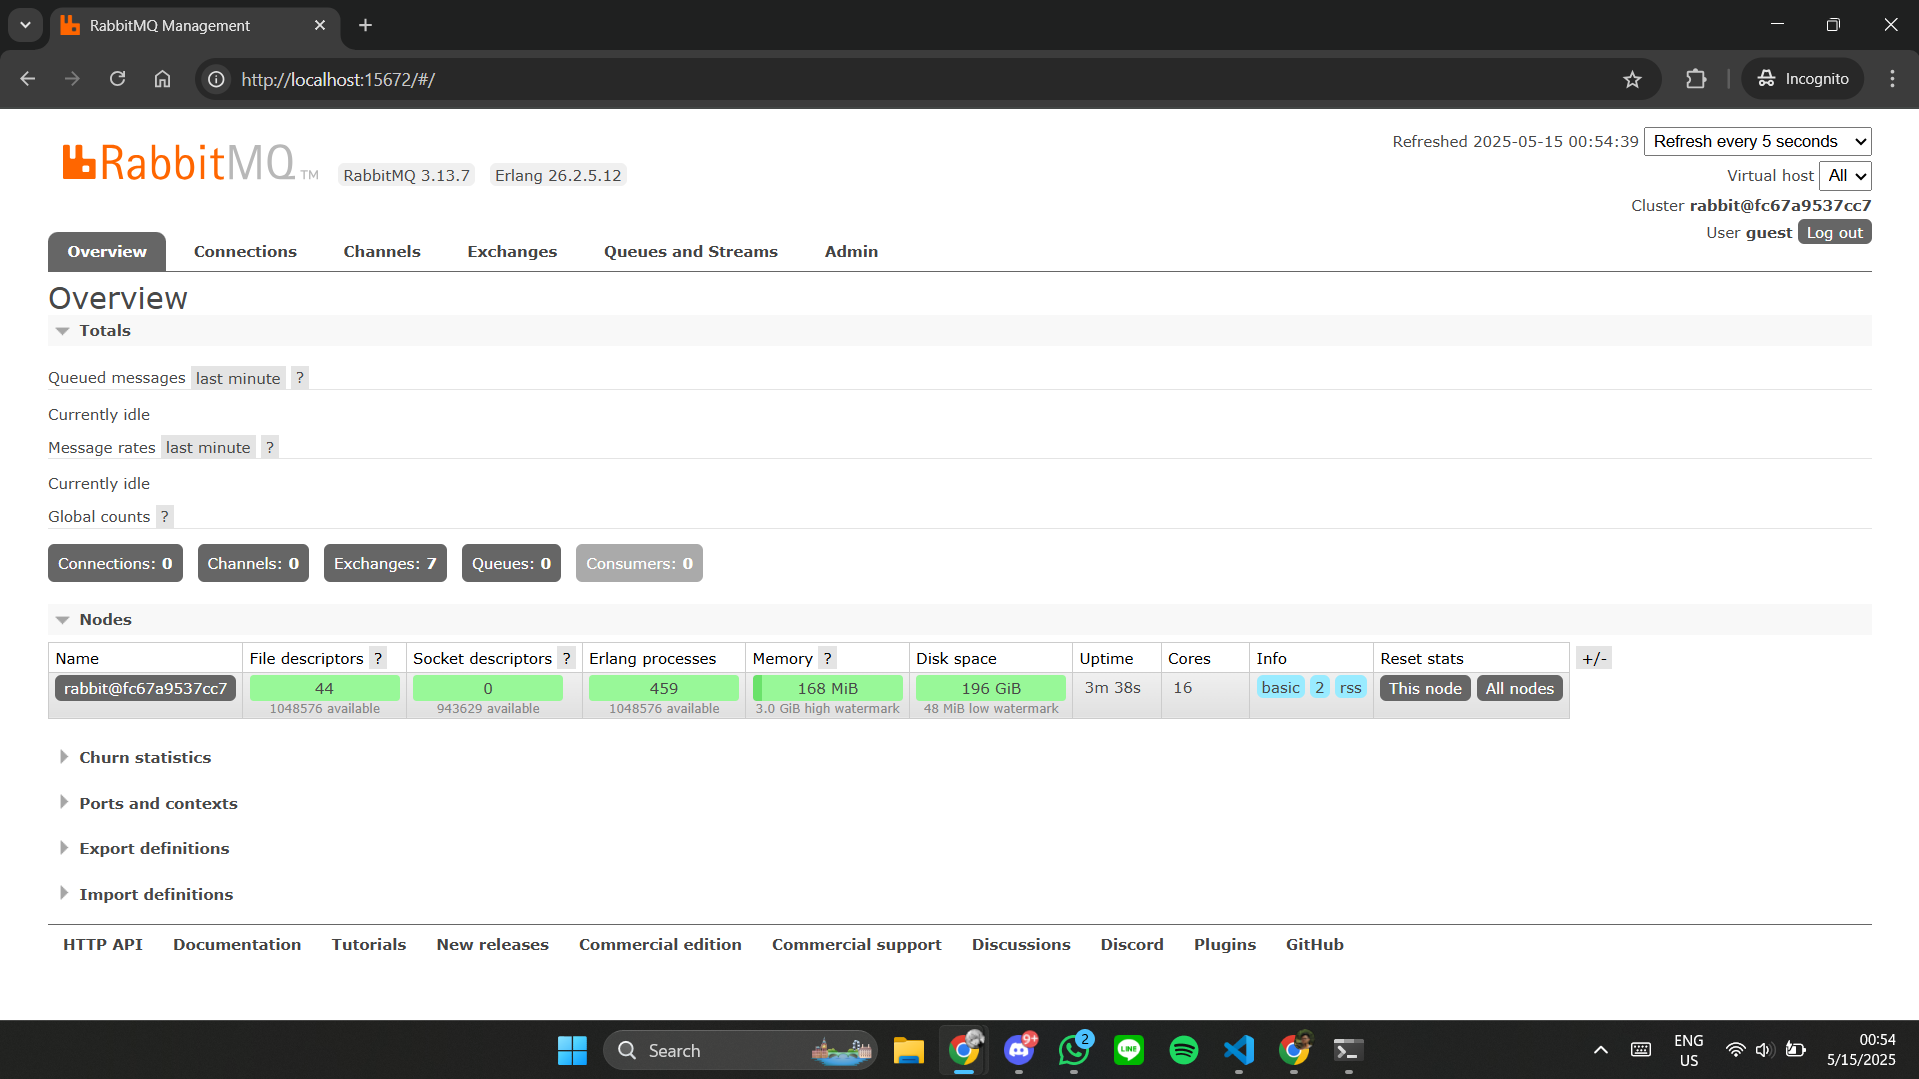 RabbitMQ Management
http://localhost:15672/#/
Incognito
RabbitMQ TM
RabbitMQ 3.13.7 Erlang 26.2.5.12
Refreshed 2025-05-15 00:54:39 Refresh every 5 seconds
Virtual host All
Cluster rabbit@fc67a9537cc7
User guest Log out
Overview Connections Channels Exchanges Queues and Streams Admin
Overview
Totals
Queued messages last minute ?
Currently idle
Message rates last minute ?
Currently idle
Global counts ?
Connections: 0 Channels: 0 Exchanges: 7 Queues: 0 Consumers: 0
Nodes
Name File descriptors ? Socket descriptors ? Erlang processes Memory ? Disk space Uptime Cores Info Reset stats +/-
rabbit@fc67a9537cc7 44 0 459 168 MiB 196 GiB 3m 38s 16 basic 2 rss This node All nodes
1048576 available 943629 available 1048576 available 3.0 GiB high watermark 48 MiB low watermark
Churn statistics
Ports and contexts
Export definitions
Import definitions
HTTP API Documentation Tutorials New releases Commercial edition Commercial support Discussions Discord Plugins GitHub
Search
9+
2
LINE
ENG
US
00:54
5/15/2025